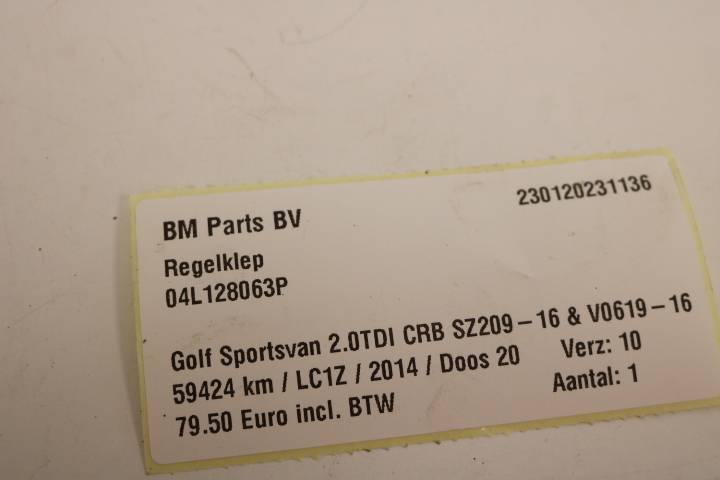 BM Parts BV 230120231136
Regelklep
04L128063P
Golf Sportsvan 2.0TDI CRB SZ209-16 & V0619-16
59424 km / LC1Z / 2014 / Doos 20 Verz: 10
79.50 Euro incl. BTW Aantal: 1